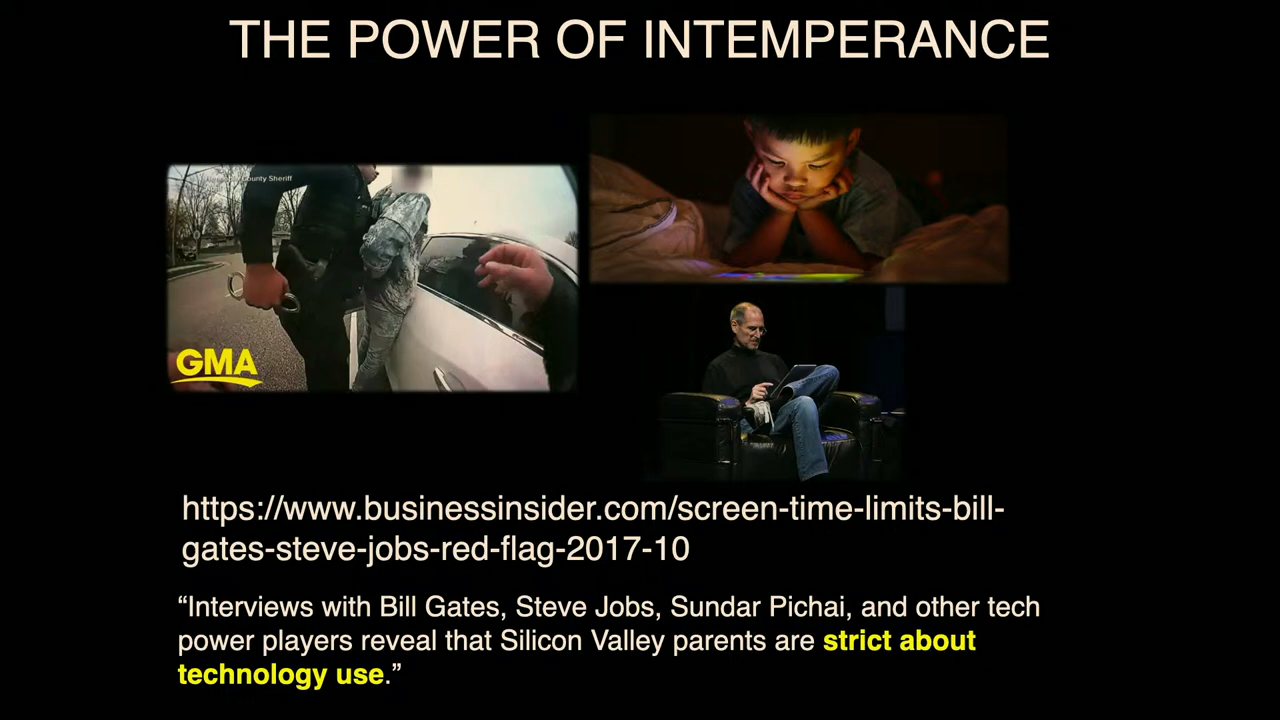 THE POWER OF INTEMPERANCE
County Sheriff
GMA
https://www.businessinsider.com/screen-time-limits-bill-
gates-steve-jobs-red-flag-2017-10
“Interviews with Bill Gates, Steve Jobs, Sundar Pichai, and other tech
power players reveal that Silicon Valley parents are strict about
technology use.”